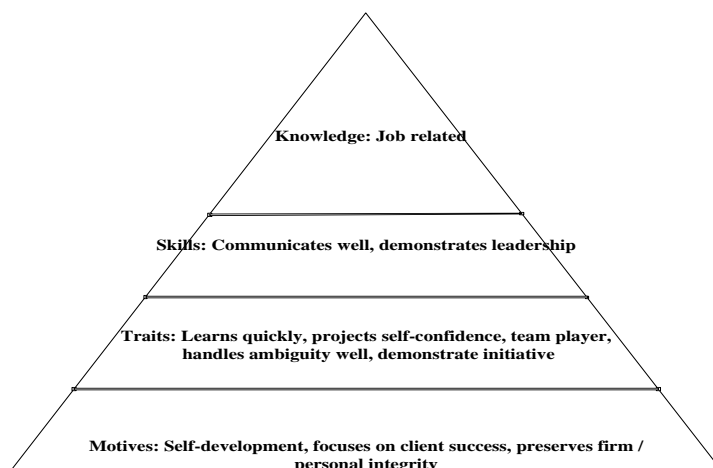 Knowledge: Job related
Skills: Communicates well, demonstrates leadership
Traits: Learns quickly, projects self-confidence, team player,
handles ambiguity well, demonstrate initiative
Motives: Self-development, focuses on client success, preserves firm /
personal integrity